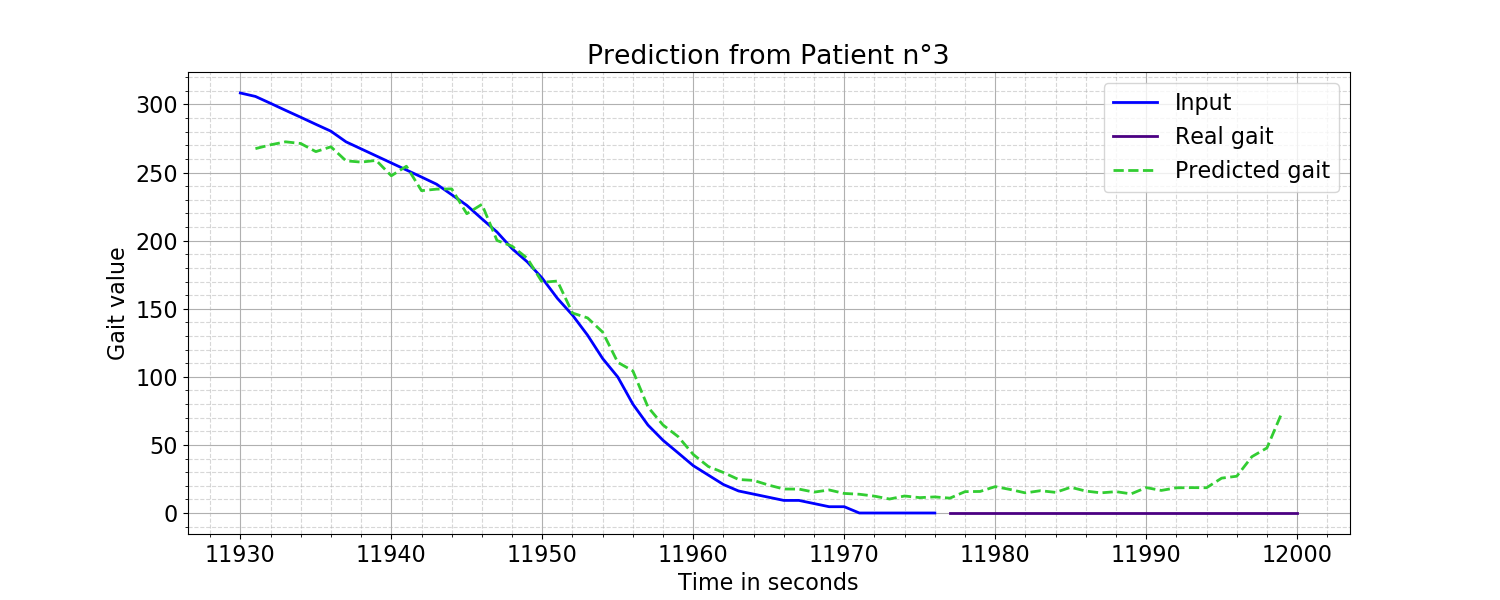 Prediction from Patient n°3
Input
Real gait
Predicted gait
300
250
200
150
100
50
0
Gait value
11930 11940 11950 11960 11970 11980 11990 12000
Time in seconds